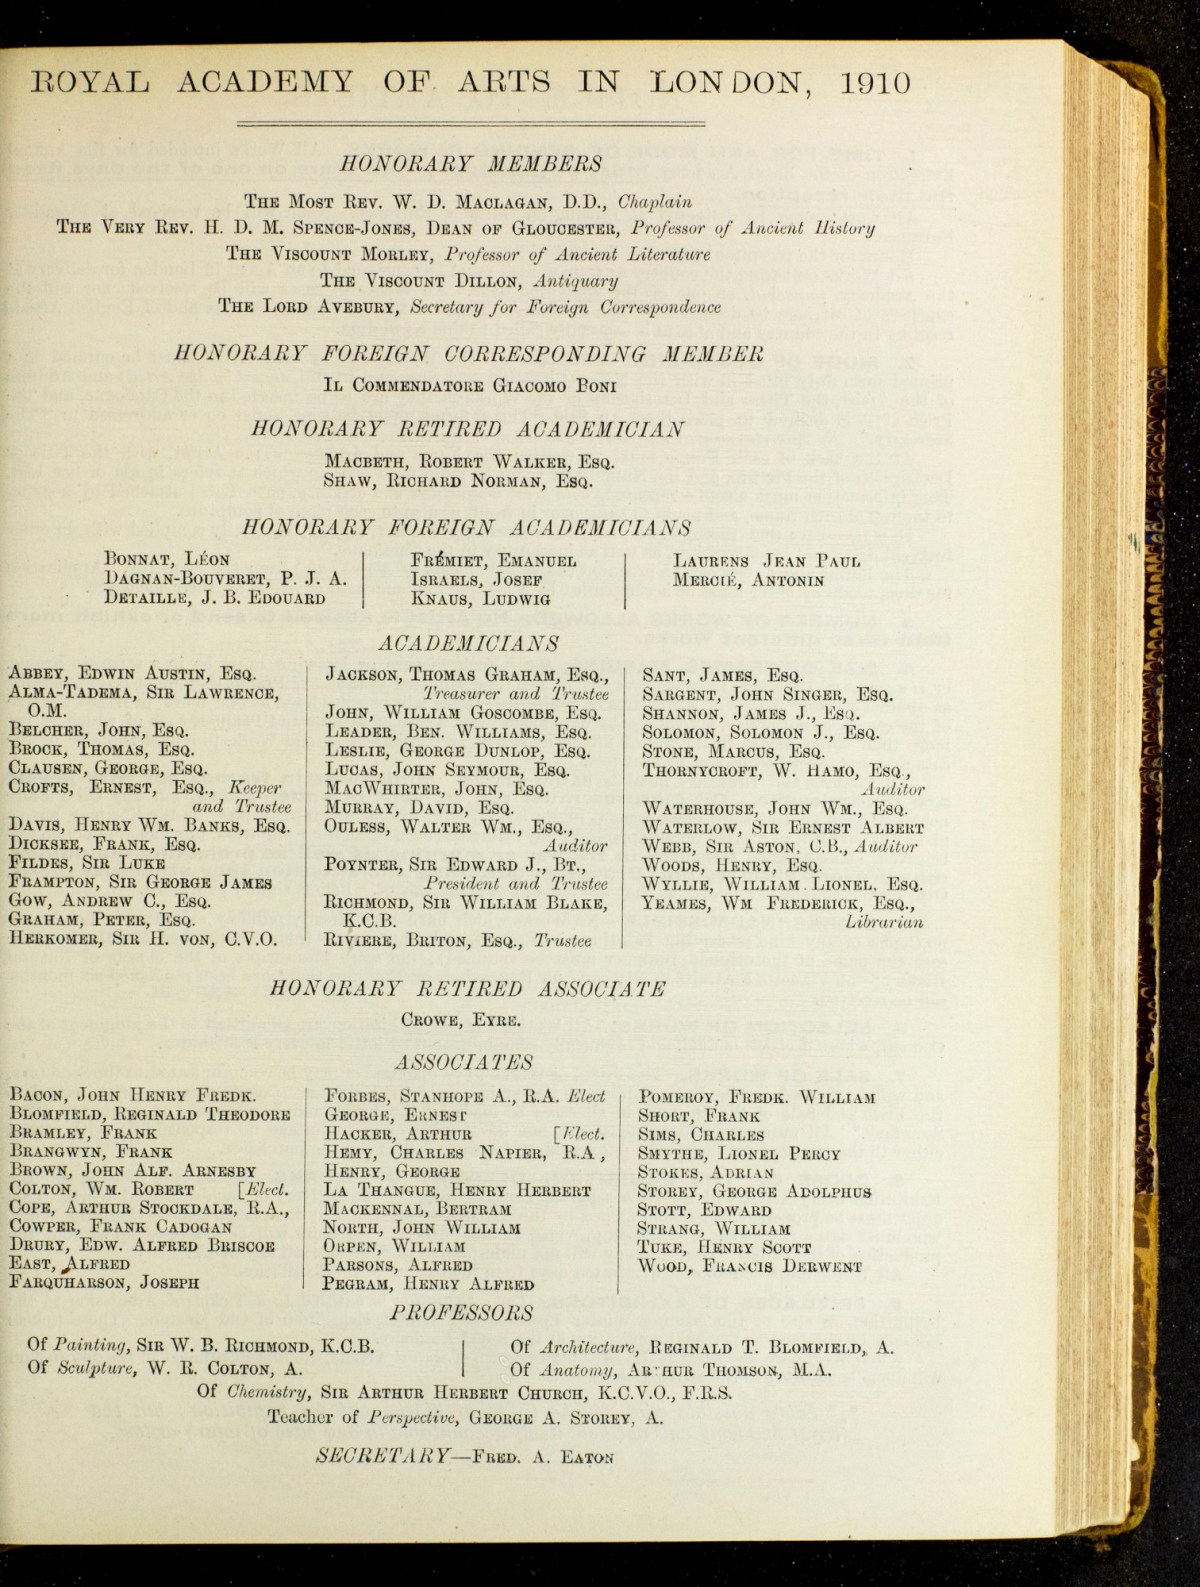 ROYAL ACADEMY OF ARTS IN LONDON, 1910
HONORARY MEMBERS
THE MOST REV. W. D. MACLAGAN, D.D., Chaplain
THE VERY REV. H. D. M. SPENCE-JONES, DEAN OF GLOUCESTER, Professor of Ancient History
THE VISCOUNT MORLEY, Professor of Ancient Literature
THE VISCOUNT DILLON, Antiquary
THE LORD AVEBURY, Secretary for Foreign Correspondence
HONORARY FOREIGN CORRESPONDING MEMBER
IL COMMENDATORE GIACOMO BONI
HONORARY RETIRED ACADEMICIAN
MACBETH, ROBERT WALKER, ESQ.
SHAW, RICHARD NORMAN, ESQ.
HONORARY FOREIGN ACADEMICIANS
BONNAT, LÉON
DAGNAN-BOUVERET, P. J. A.
DETAILLE, J. B. EDOUARD
FRÉMIET, EMANUEL
ISRAELS, JOSEF
KNAUS, LUDWIG
LAURENS JEAN PAUL
MERCIÉ, ANTONIN
ACADEMICIANS
ABBEY, EDWIN AUSTIN, ESQ.
ALMA-TADEMA, SIR LAWRENCE,
O.M.
BELCHER, JOHN, ESQ.
BROCK, THOMAS, ESQ.
CLAUSEN, GEORGE, ESQ.
CROFTS, ERNEST, ESQ., Keeper
and Trustee
DAVIS, HENRY WM. BANKS, ESQ.
DICKSEE, FRANK, ESQ.
FILDES, SIR LUKE
FRAMPTON, SIR GEORGE JAMES
GOW, ANDREW C., ESQ.
GRAHAM, PETER, ESQ.
HERKOMER, SIR H. VON, C.V.O.
JACKSON, THOMAS GRAHAM, ESQ.,
Treasurer and Trustee
JOHN, WILLIAM GOSCOMBE, ESQ.
LEADER, BEN. WILLIAMS, ESQ.
LESLIE, GEORGE DUNLOP, ESQ.
LUCAS, JOHN SEYMOUR, ESQ.
MACWHIRTER, JOHN, ESQ.
MURRAY, DAVID, ESQ.
OULESS, WALTER WM., ESQ.,
Auditor
POYNTER, SIR EDWARD J., BT.,
President and Trustee
RICHMOND, SIR WILLIAM BLAKE,
K.C.B.
RIVIERE, BRITON, ESQ., Trustee
SANT, JAMES, ESQ.
SARGENT, JOHN SINGER, ESQ.
SHANNON, JAMES J., ESQ.
SOLOMON, SOLOMON J., ESQ.
STONE, MARCUS, ESQ.
THORNYCROFT, W. HAMO, ESQ.,
Auditor
WATERHOUSE, JOHN WM., ESQ.
WATERLOW, SIR ERNEST ALBERT
WEBB, SIR ASTON, C.B., Auditor
WOODS, HENRY, ESQ.
WYLLIE, WILLIAM LIONEL, ESQ.
YEAMES, WM FREDERICK, ESQ.,
Librarian
HONORARY RETIRED ASSOCIATE
CROWE, EYRE.
ASSOCIATES
BACON, JOHN HENRY FREDK.
BLOMFIELD, REGINALD THEODORE
BRAMLEY, FRANK
BRANGWYN, FRANK
BROWN, JOHN ALF. ARNESBY
COLTON, WM. ROBERT [Elect.
COPE, ARTHUR STOCKDALE, R.A.,
COWPER, FRANK CADOGAN
DRURY, EDW. ALFRED BRISCOE
EAST, ALFRED
FARQUHARSON, JOSEPH
FORBES, STANHOPE A., R.A. Elect
GEORGE, ERNEST
HACKER, ARTHUR [Elect.
HEMY, CHARLES NAPIER, R.A,
HENRY, GEORGE
LA THANGUE, HENRY HERBERT
MACKENNAL, BERTRAM
NORTH, JOHN WILLIAM
ORPEN, WILLIAM
PARSONS, ALFRED
PEGRAM, HENRY ALFRED
POMEROY, FREDK. WILLIAM
SHORT, FRANK
SIMS, CHARLES
SMYTHE, LIONEL PERCY
STOKES, ADRIAN
STOREY, GEORGE ADOLPHUS
STOTT, EDWARD
STRANG, WILLIAM
TUKE, HENRY SCOTT
WOOD, FRANCIS DERWENT
PROFESSORS
Of Painting, SIR W. B. RICHMOND, K.C.B.
Of Sculpture, W. R. COLTON, A.
Of Architecture, REGINALD T. BLOMFIELD, A.
Of Anatomy, ARTHUR THOMSON, M.A.
Of Chemistry, SIR ARTHUR HERBERT CHURCH, K.C.V.O., F.R.S.
Teacher of Perspective, GEORGE A. STOREY, A.
SECRETARY—FRED. A. EATON